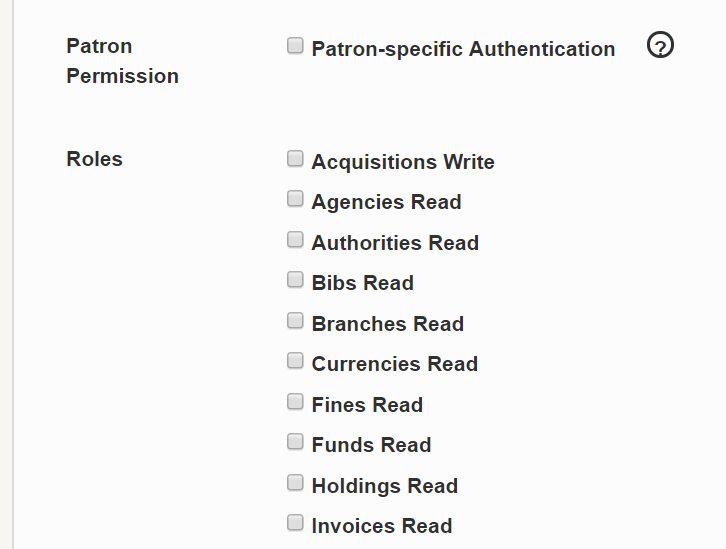 Patron
Permission
Patron-specific Authentication
?
Roles
Acquisitions Write
Agencies Read
Authorities Read
Bibs Read
Branches Read
Currencies Read
Fines Read
Funds Read
Holdings Read
Invoices Read